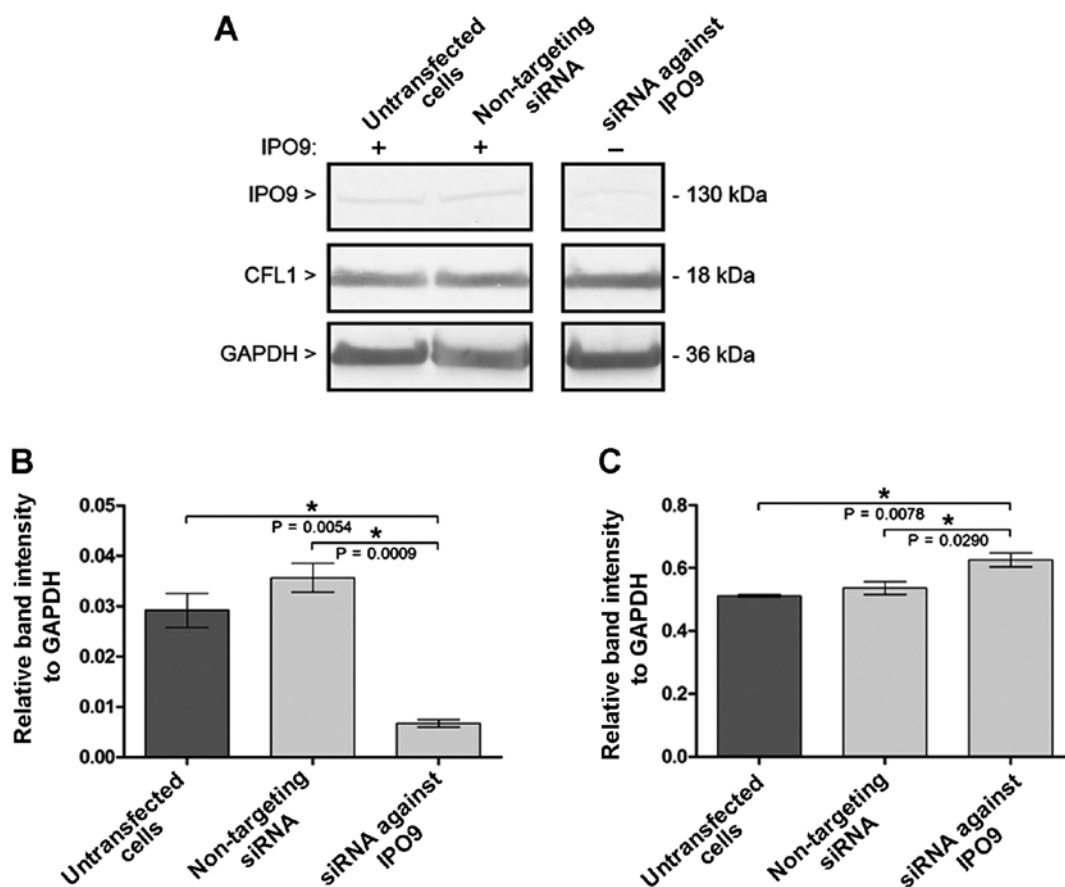 A
Untransfected
cells
Non-targeting
siRNA
siRNA against
IPO9
IPO9: + + –
IPO9 > - 130 kDa
CFL1 > - 18 kDa
GAPDH > - 36 kDa
B
Relative band intensity
to GAPDH
0.05
0.04
0.03
0.02
0.01
0.00
*
P = 0.0054
*
P = 0.0009
Untransfected
cells
Non-targeting
siRNA
siRNA against
IPO9
C
Relative band intensity
to GAPDH
0.8
0.6
0.4
0.2
0.0
*
P = 0.0078
*
P = 0.0290
Untransfected
cells
Non-targeting
siRNA
siRNA against
IPO9